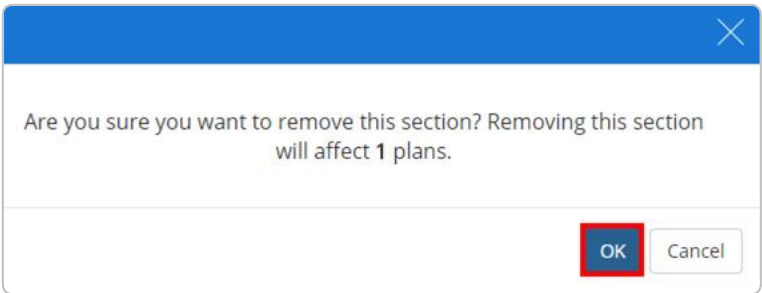 Are you sure you want to remove this section? Removing this section
will affect 1 plans.
OK
Cancel